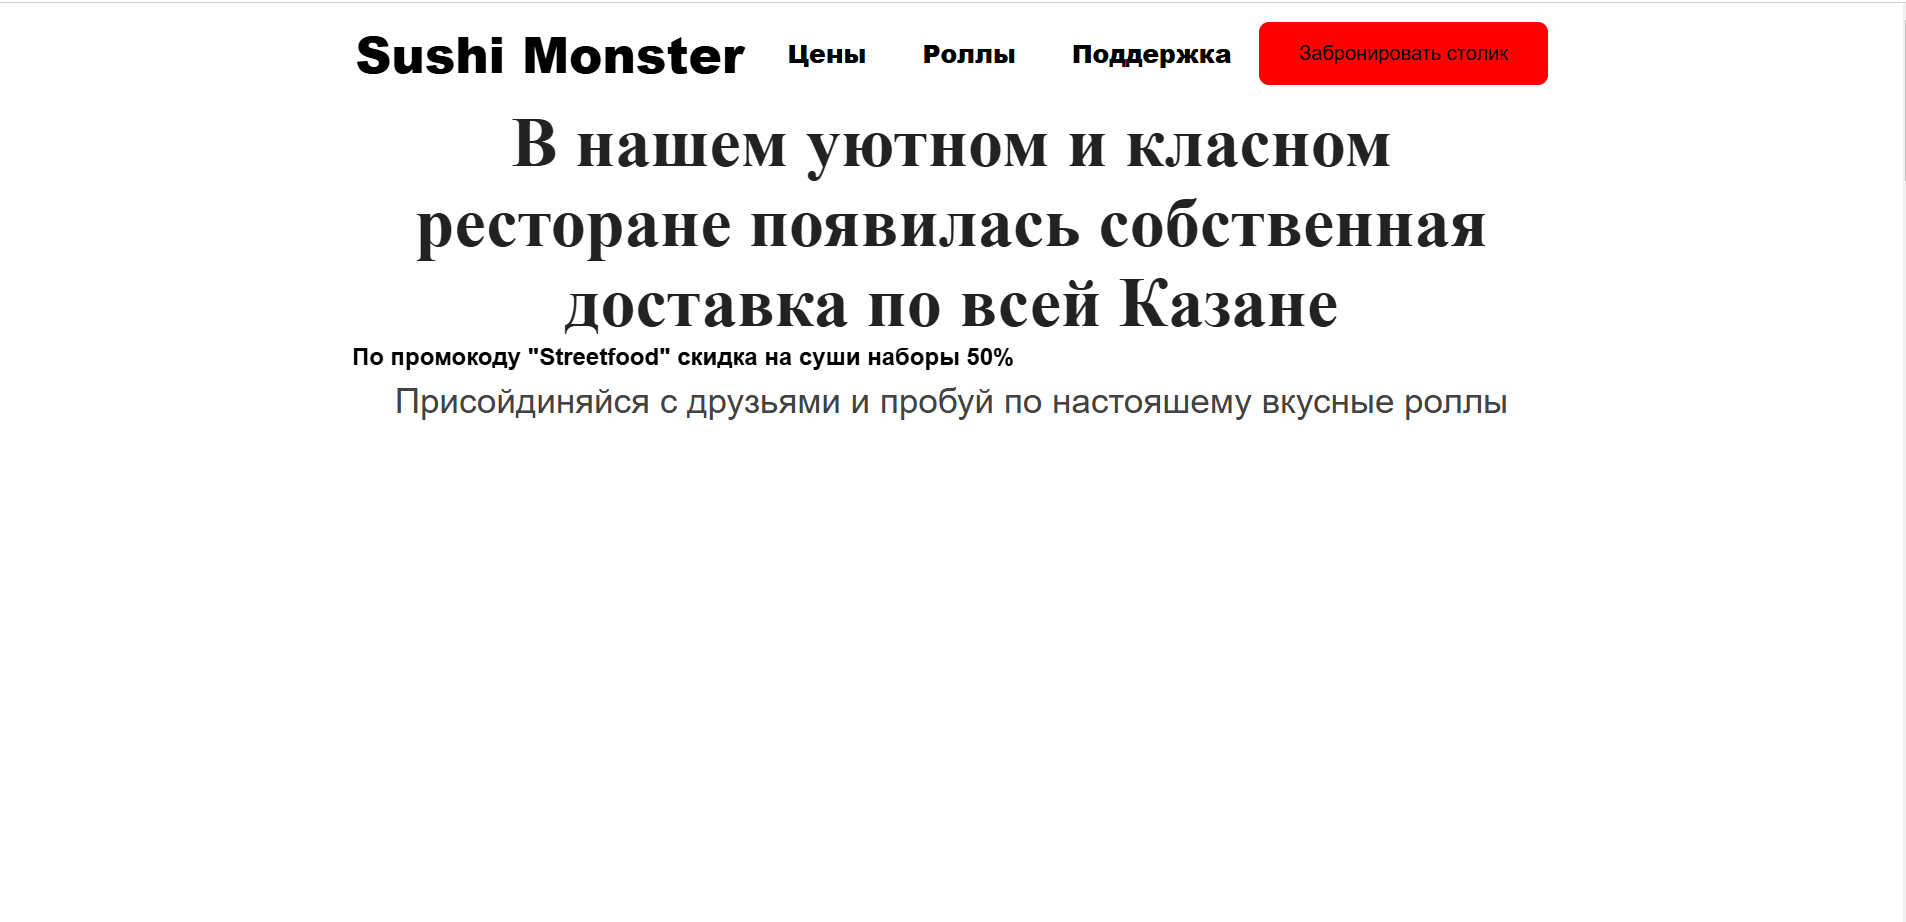 Sushi Monster Цены Роллы Поддержка Забронировать столик
В нашем уютном и класном
ресторане появилась собственная
доставка по всей Казане
По промокоду "Streetfood" скидка на суши наборы 50%
Присойдиняйся с друзьями и пробуй по настояшему вкусные роллы